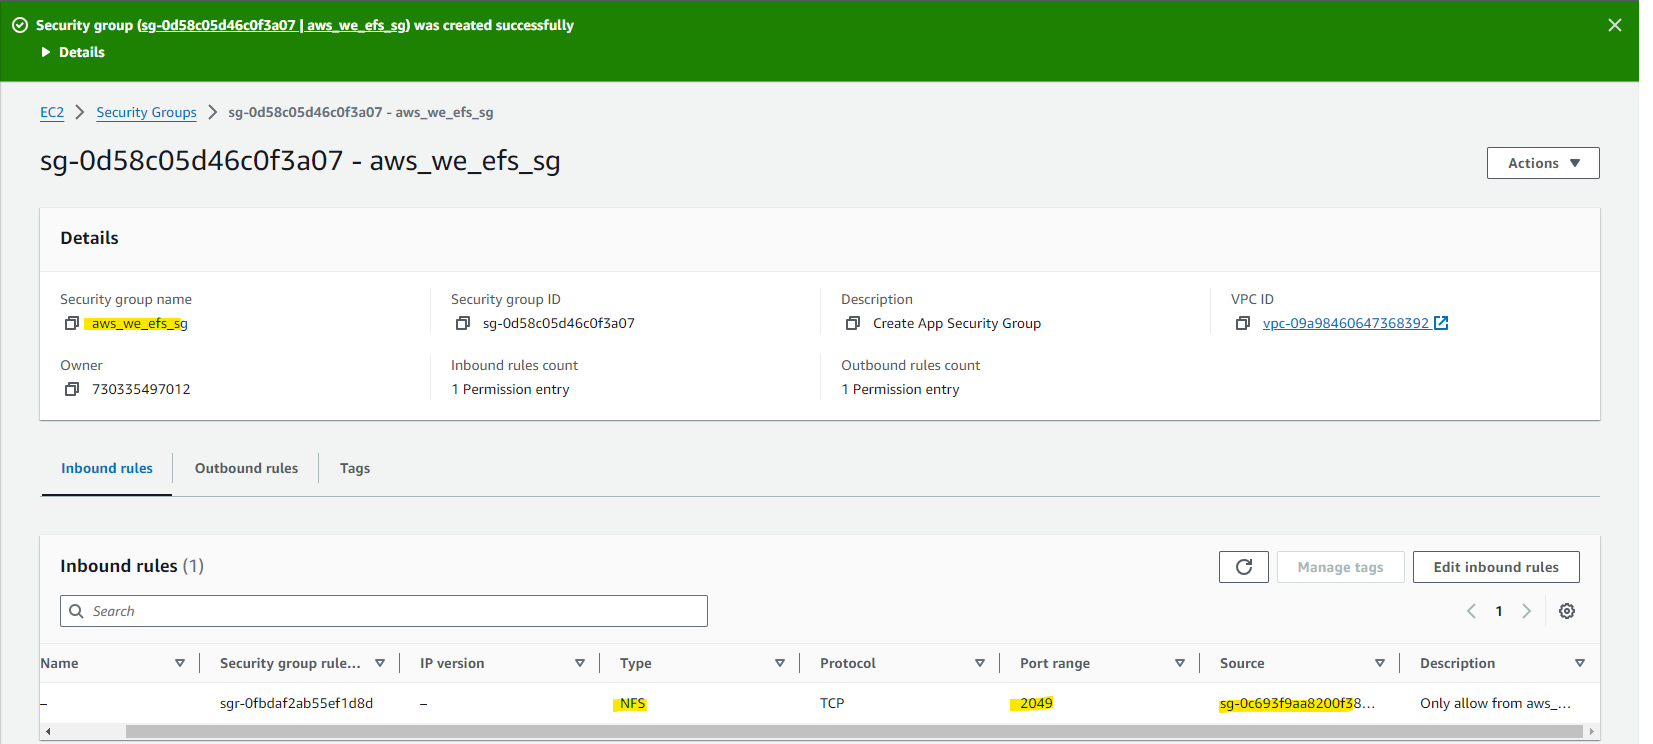 Security group (sg-0d58c05d46c0f3a07 | aws_we_efs_sg) was created successfully
Details
EC2 > Security Groups > sg-0d58c05d46c0f3a07 - aws_we_efs_sg
sg-0d58c05d46c0f3a07 - aws_we_efs_sg
Actions
Details
Security group name
aws_we_efs_sg
Security group ID
sg-0d58c05d46c0f3a07
Description
Create App Security Group
VPC ID
vpc-09a98460647368392
Owner
730335497012
Inbound rules count
1 Permission entry
Outbound rules count
1 Permission entry
Inbound rules
Outbound rules
Tags
Inbound rules (1)
Manage tags
Edit inbound rules
Search
1
Name Security group rule... IP version Type Protocol Port range Source Description
– sgr-0fbdaf2ab55ef1d8d – NFS TCP 2049 sg-0c693f9aa8200f38... Only allow from aws_...